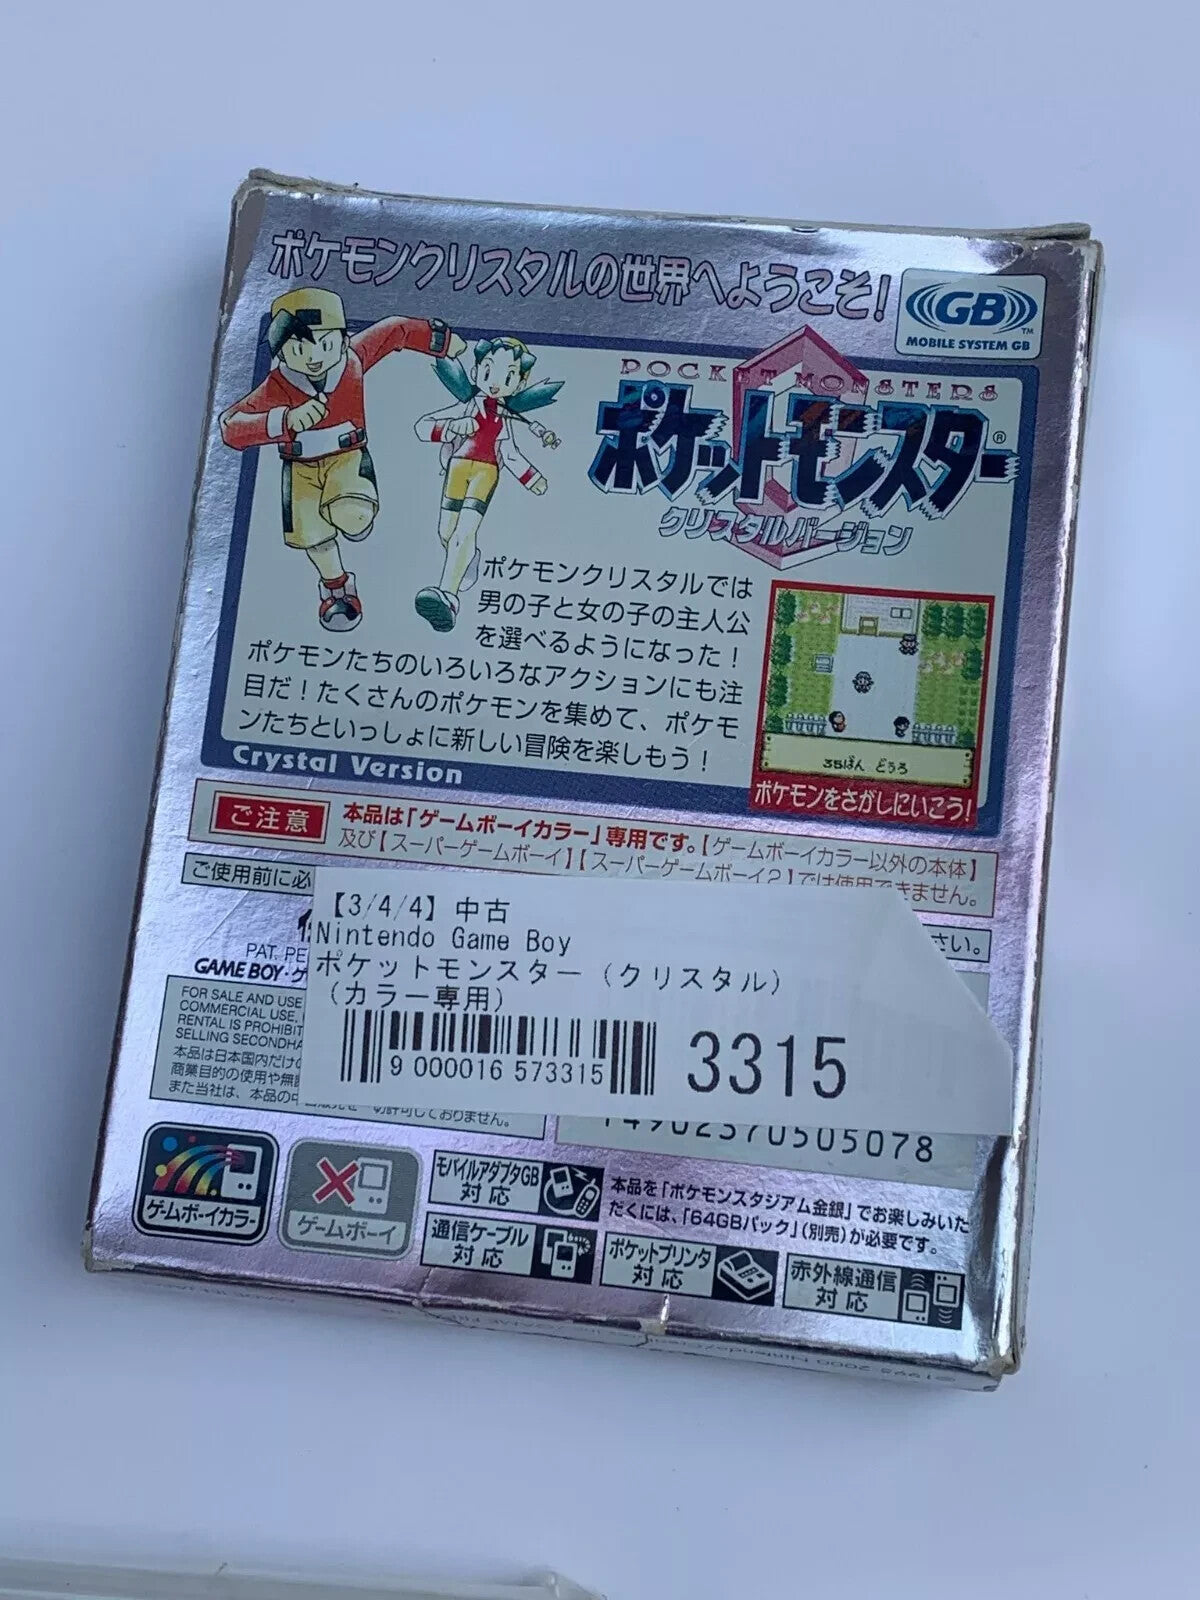 ポケモンクリスタルの世界へようこそ!
GB
TM
MOBILE SYSTEM GB
POCKET MONSTERS
ポケットモンスター®
クリスタルバージョン
ポケモンクリスタルでは
男の子と女の子の主人公
を選べるようになった!
ポケモンたちのいろいろなアクションにも注
目だ!たくさんのポケモンを集めて、ポケモ
ンたちといっしょに新しい冒険を楽しもう!
Crystal Version
35ばん どうろ
ポケモンをさがしにいこう!
ご注意
本品は「ゲームボーイカラー」専用です。【ゲームボーイカラー以外の本体】
及び【スーパーゲームボーイ】【スーパーゲームボーイ2】では使用できません。
ご使用前に必
さい。
PAT. PE
GAME BOY・ゲ
FOR SALE AND USE
COMMERCIAL USE,
RENTAL IS PROHIBIT
SELLING SECONDHA
本品は日本国内だけの
商業目的の使用や無断
また当社は、本品の中
許可しておりません。
【3/4/4】中古
Nintendo Game Boy
ポケットモンスター(クリスタル)
(カラー専用)
9 000016 573315
3315
4902370505078
ゲームボーイカラー
ゲームボーイ
モバイルアダプタGB
対応
通信ケーブル
対応
本品を「ポケモンスタジアム金銀」でお楽しみいた
だくには、「64GBパック」(別売)が必要です。
ポケットプリンタ
対応
赤外線通信
対応